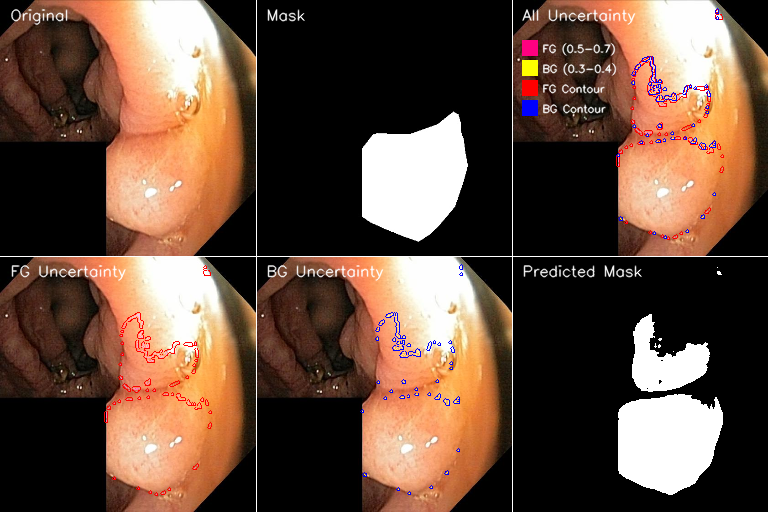 Original
Mask
All Uncertainty
FG (0.5-0.7)
BG (0.3-0.4)
FG Contour
BG Contour
FG Uncertainty
BG Uncertainty
Predicted Mask